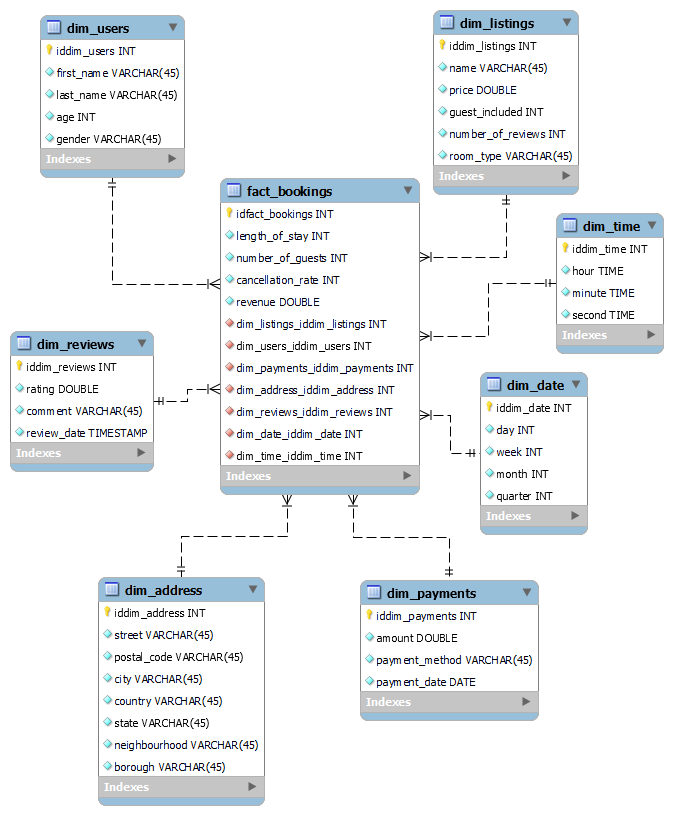 dim_users
iddim_users INT
first_name VARCHAR(45)
last_name VARCHAR(45)
age INT
gender VARCHAR(45)
Indexes
dim_listings
iddim_listings INT
name VARCHAR(45)
price DOUBLE
guest_included INT
number_of_reviews INT
room_type VARCHAR(45)
Indexes
fact_bookings
idfact_bookings INT
length_of_stay INT
number_of_guests INT
cancellation_rate INT
revenue DOUBLE
dim_listings_iddim_listings INT
dim_users_iddim_users INT
dim_payments_iddim_payments INT
dim_address_iddim_address INT
dim_reviews_iddim_reviews INT
dim_date_iddim_date INT
dim_time_iddim_time INT
Indexes
dim_time
iddim_time INT
hour TIME
minute TIME
second TIME
Indexes
dim_reviews
iddim_reviews INT
rating DOUBLE
comment VARCHAR(45)
review_date TIMESTAMP
Indexes
dim_date
iddim_date INT
day INT
week INT
month INT
quarter INT
Indexes
dim_address
iddim_address INT
street VARCHAR(45)
postal_code VARCHAR(45)
city VARCHAR(45)
country VARCHAR(45)
state VARCHAR(45)
neighbourhood VARCHAR(45)
borough VARCHAR(45)
Indexes
dim_payments
iddim_payments INT
amount DOUBLE
payment_method VARCHAR(45)
payment_date DATE
Indexes